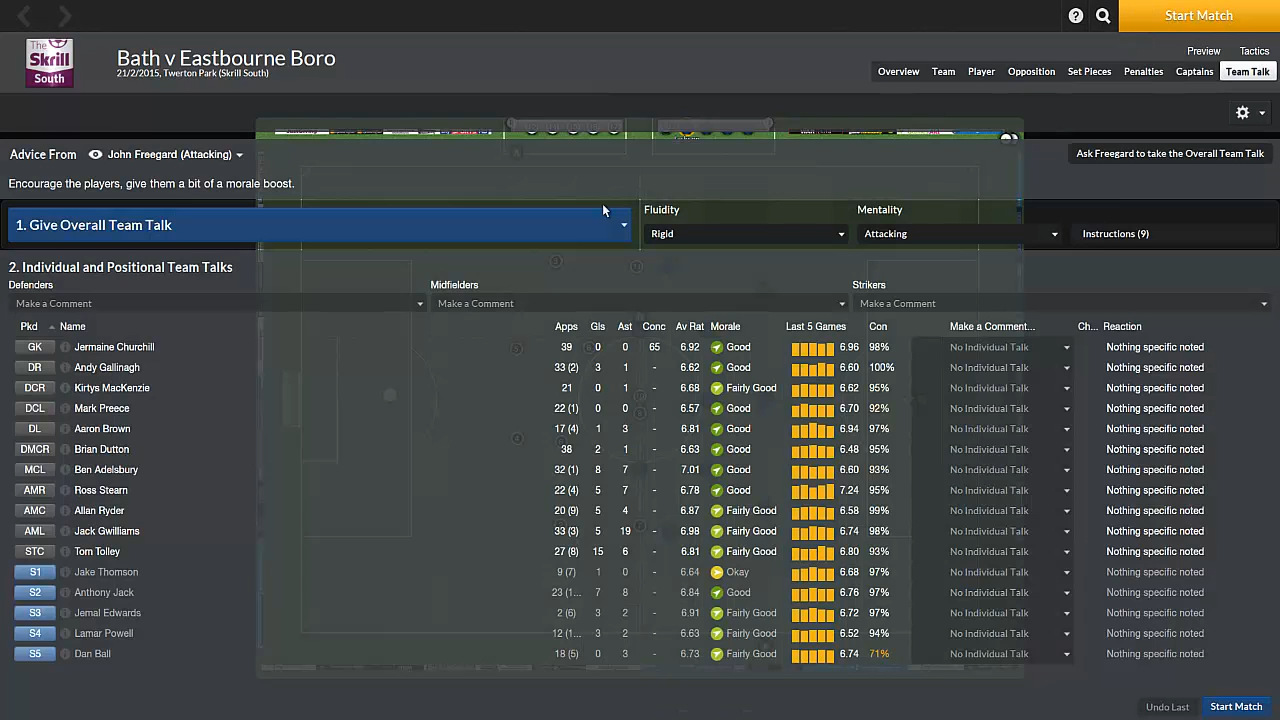 Start Match
The Skrill South
Bath v Eastbourne Boro
21/2/2015, Twerton Park (Skrill South)
Preview Tactics
Overview Team Player Opposition Set Pieces Penalties Captains Team Talk
Advice From John Freegard (Attacking) Ask Freegard to take the Overall Team Talk
Encourage the players, give them a bit of a morale boost.
Fluidity Mentality
1. Give Overall Team Talk Rigid Attacking Instructions (9)
2. Individual and Positional Team Talks
Defenders Midfielders Strikers
Make a Comment Make a Comment Make a Comment
Pkd Name Apps Gls Ast Conc Av Rat Morale Last 5 Games Con Make a Comment... Ch... Reaction
GK Jermaine Churchill 39 0 0 65 6.92 Good 6.96 98% No Individual Talk Nothing specific noted
DR Andy Gallinagh 33 (2) 3 1 - 6.62 Good 6.60 100% No Individual Talk Nothing specific noted
DCR Kirtys MacKenzie 21 0 1 - 6.68 Fairly Good 6.62 95% No Individual Talk Nothing specific noted
DCL Mark Preece 22 (1) 0 0 - 6.57 Good 6.70 92% No Individual Talk Nothing specific noted
DL Aaron Brown 17 (4) 1 3 - 6.81 Good 6.94 97% No Individual Talk Nothing specific noted
DMCR Brian Dutton 38 2 1 - 6.63 Good 6.48 95% No Individual Talk Nothing specific noted
MCL Ben Adelsbury 32 (1) 8 7 - 7.01 Good 6.60 93% No Individual Talk Nothing specific noted
AMR Ross Stearn 22 (4) 5 7 - 6.78 Good 7.24 95% No Individual Talk Nothing specific noted
AMC Allan Ryder 20 (9) 5 4 - 6.87 Fairly Good 6.58 99% No Individual Talk Nothing specific noted
AML Jack Gwilliams 33 (3) 5 19 - 6.98 Fairly Good 6.74 98% No Individual Talk Nothing specific noted
STC Tom Tolley 27 (8) 15 6 - 6.81 Fairly Good 6.80 93% No Individual Talk Nothing specific noted
S1 Jake Thomson 9 (7) 1 0 - 6.64 Okay 6.68 97% No Individual Talk Nothing specific noted
S2 Anthony Jack 23 (1... 7 8 - 6.84 Good 6.76 97% No Individual Talk Nothing specific noted
S3 Jemal Edwards 2 (6) 3 2 - 6.91 Fairly Good 6.72 97% No Individual Talk Nothing specific noted
S4 Lamar Powell 12 (1... 3 2 - 6.63 Fairly Good 6.52 94% No Individual Talk Nothing specific noted
S5 Dan Ball 18 (5) 0 3 - 6.73 Fairly Good 6.74 71% No Individual Talk Nothing specific noted
Undo Last Start Match